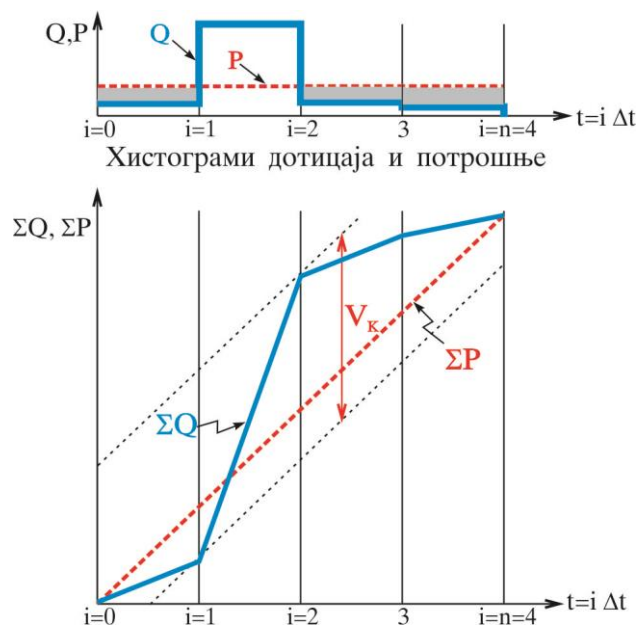 Q,P
Q
P
i=0 i=1 i=2 3 i=n=4 t=i Δt
Хистограми дотицаја и потрошње
ΣQ, ΣP
V_K
ΣP
ΣQ
i=0 i=1 i=2 3 i=n=4 t=i Δt